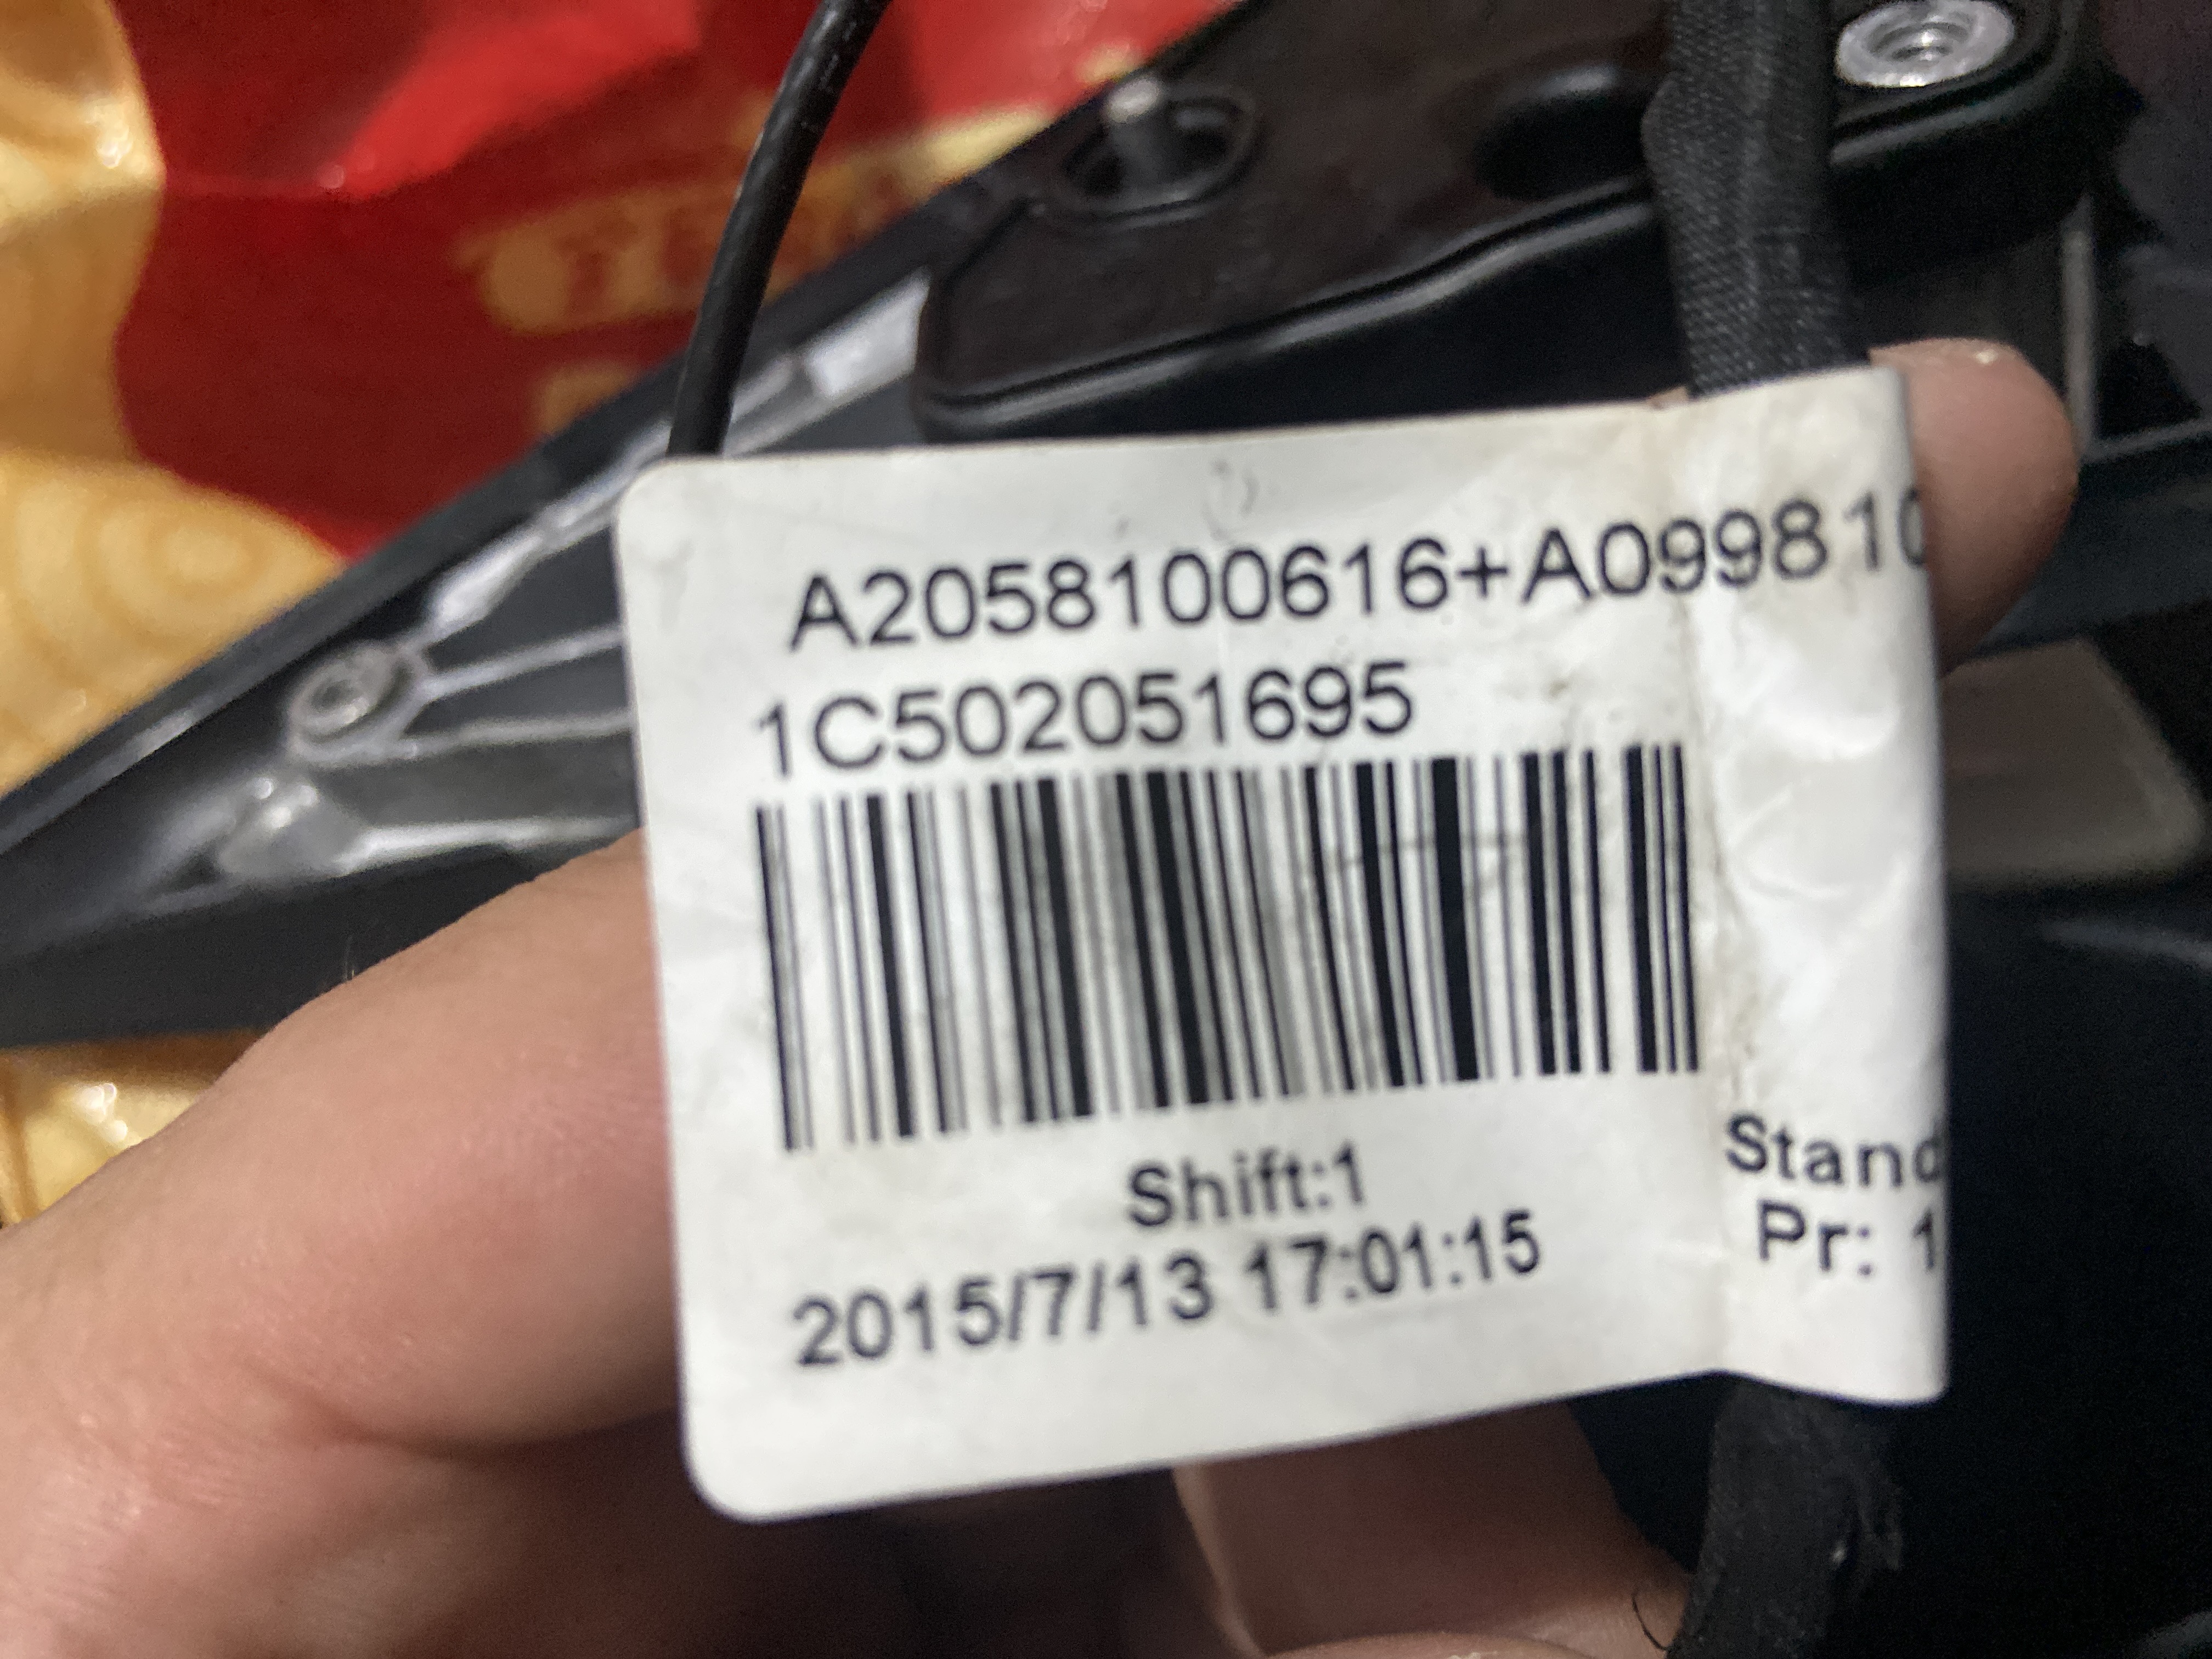 A2058100616+A099810
1C502051695
Shift:1
2015/7/13 17:01:15
Stand
Pr: 1